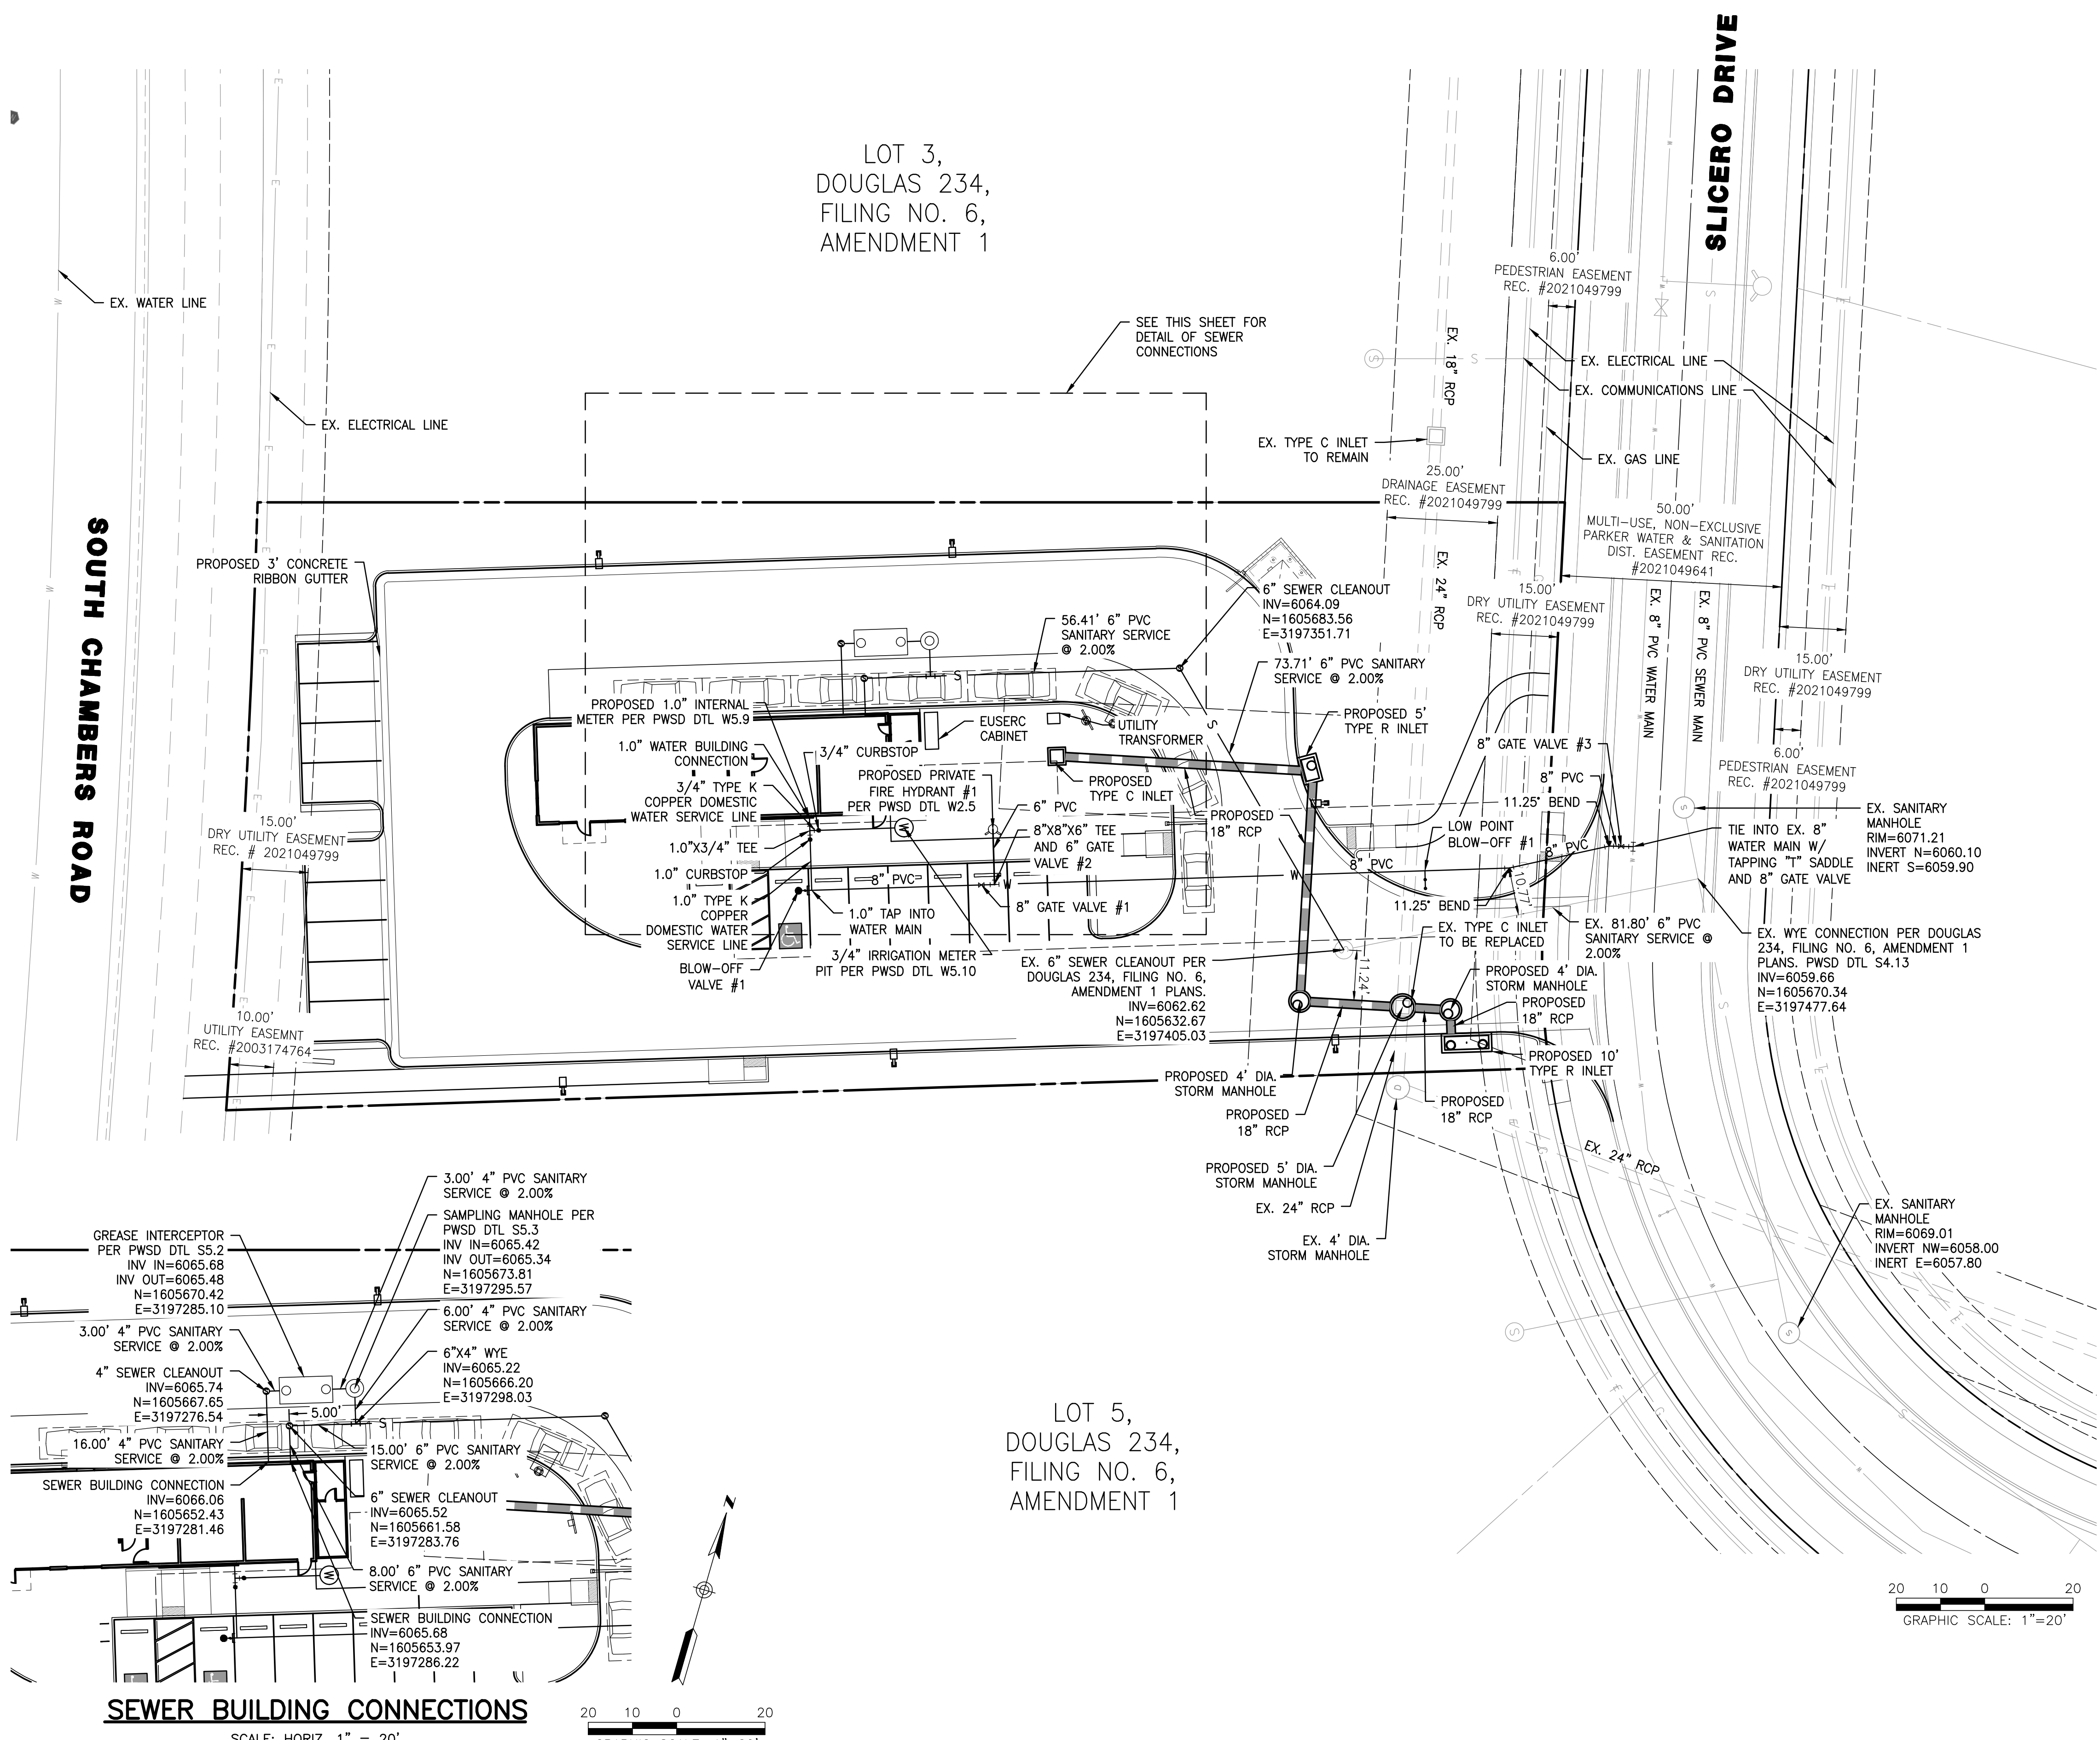 SLICERO DRIVE
LOT 3,
DOUGLAS 234,
FILING NO. 6,
AMENDMENT 1
6.00'
PEDESTRIAN EASEMENT
REC. #2021049799
EX. WATER LINE
SEE THIS SHEET FOR
DETAIL OF SEWER
CONNECTIONS
EX. 18" RCP
EX. ELECTRICAL LINE
EX. COMMUNICATIONS LINE
EX. ELECTRICAL LINE
EX. TYPE C INLET
TO REMAIN
EX. GAS LINE
25.00'
DRAINAGE EASEMENT
REC. #2021049799
50.00'
MULTI-USE, NON-EXCLUSIVE
PARKER WATER & SANITATION
DIST. EASEMENT REC.
#2021049641
SOUTH CHAMBERS ROAD
PROPOSED 3' CONCRETE
RIBBON GUTTER
EX. 24" RCP
15.00'
DRY UTILITY EASEMENT
REC. #2021049799
EX. 8" PVC WATER MAIN
EX. 8" PVC SEWER MAIN
6" SEWER CLEANOUT
INV=6064.09
N=1605683.56
E=3197351.71
56.41' 6" PVC
SANITARY SERVICE
@ 2.00%
73.71' 6" PVC SANITARY
SERVICE @ 2.00%
15.00'
DRY UTILITY EASEMENT
REC. #2021049799
PROPOSED 1.0" INTERNAL
METER PER PWSD DTL W5.9
EUSERC
CABINET
UTILITY
TRANSFORMER
PROPOSED 5'
TYPE R INLET
1.0" WATER BUILDING
CONNECTION
3/4" CURBSTOP
8" GATE VALVE #3
6.00'
PEDESTRIAN EASEMENT
REC. #2021049799
3/4" TYPE K
COPPER DOMESTIC
WATER SERVICE LINE
PROPOSED PRIVATE
FIRE HYDRANT #1
PER PWSD DTL W2.5
PROPOSED
TYPE C INLET
8" PVC
11.25° BEND
6" PVC
PROPOSED
18" RCP
EX. SANITARY
MANHOLE
RIM=6071.21
INVERT N=6060.10
INERT S=6059.90
15.00'
DRY UTILITY EASEMENT
REC. # 2021049799
1.0"X3/4" TEE
8"X8"X6" TEE
AND 6" GATE
VALVE #2
LOW POINT
BLOW-OFF #1
8" PVC
TIE INTO EX. 8"
WATER MAIN W/
TAPPING "T" SADDLE
AND 8" GATE VALVE
1.0" CURBSTOP
8" PVC
8" PVC
10.77'
1.0" TYPE K
COPPER
DOMESTIC WATER
SERVICE LINE
1.0" TAP INTO
WATER MAIN
8" GATE VALVE #1
11.25° BEND
EX. 81.80' 6" PVC
SANITARY SERVICE @
2.00%
EX. TYPE C INLET
TO BE REPLACED
EX. WYE CONNECTION PER DOUGLAS
234, FILING NO. 6, AMENDMENT 1
PLANS. PWSD DTL S4.13
INV=6059.66
N=1605670.34
E=3197477.64
BLOW-OFF
VALVE #1
3/4" IRRIGATION METER
PIT PER PWSD DTL W5.10
EX. 6" SEWER CLEANOUT PER
DOUGLAS 234, FILING NO. 6,
AMENDMENT 1 PLANS.
INV=6062.62
N=1605632.67
E=3197405.03
11.24'
PROPOSED 4' DIA.
STORM MANHOLE
PROPOSED
18" RCP
10.00'
UTILITY EASEMNT
REC. #2003174764
PROPOSED 10'
TYPE R INLET
PROPOSED 4' DIA.
STORM MANHOLE
PROPOSED
18" RCP
PROPOSED
18" RCP
EX. 24" RCP
PROPOSED 5' DIA.
STORM MANHOLE
EX. 24" RCP
EX. 4' DIA.
STORM MANHOLE
EX. SANITARY
MANHOLE
RIM=6069.01
INVERT NW=6058.00
INERT E=6057.80
3.00' 4" PVC SANITARY
SERVICE @ 2.00%
SAMPLING MANHOLE PER
PWSD DTL S5.3
INV IN=6065.42
INV OUT=6065.34
N=1605673.81
E=3197295.57
GREASE INTERCEPTOR
PER PWSD DTL S5.2
INV IN=6065.68
INV OUT=6065.48
N=1605670.42
E=3197285.10
6.00' 4" PVC SANITARY
SERVICE @ 2.00%
3.00' 4" PVC SANITARY
SERVICE @ 2.00%
6"X4" WYE
INV=6065.22
N=1605666.20
E=3197298.03
4" SEWER CLEANOUT
INV=6065.74
N=1605667.65
E=3197276.54
5.00'
16.00' 4" PVC SANITARY
SERVICE @ 2.00%
15.00' 6" PVC SANITARY
SERVICE @ 2.00%
SEWER BUILDING CONNECTION
INV=6066.06
N=1605652.43
E=3197281.46
6" SEWER CLEANOUT
INV=6065.52
N=1605661.58
E=3197283.76
8.00' 6" PVC SANITARY
SERVICE @ 2.00%
SEWER BUILDING CONNECTION
INV=6065.68
N=1605653.97
E=3197286.22
LOT 5,
DOUGLAS 234,
FILING NO. 6,
AMENDMENT 1
N
20 10 0 20
GRAPHIC SCALE: 1"=20'
SEWER BUILDING CONNECTIONS
SCALE: HORIZ. 1" = 20'
20 10 0 20